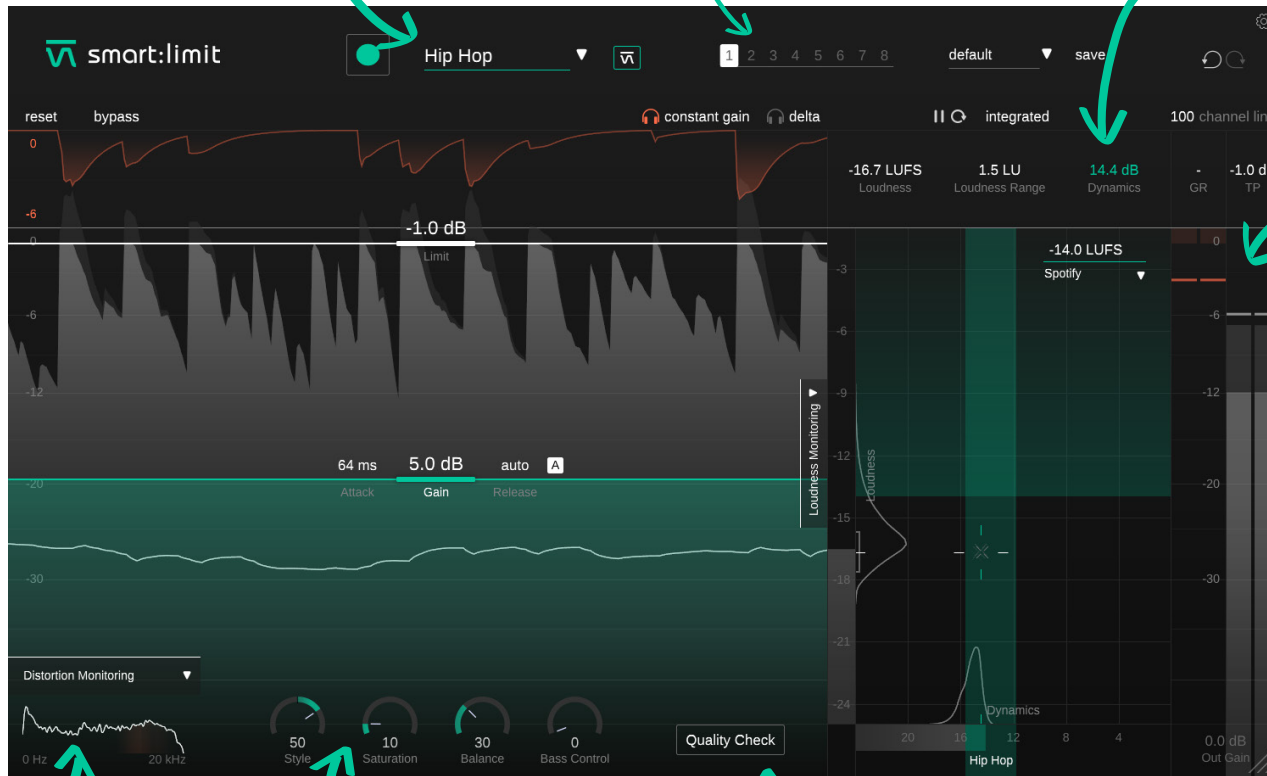 smart:limit
Hip Hop
1 2 3 4 5 6 7 8
default
save
reset
bypass
constant gain
delta
integrated
100 channel lin
0
-6
-16.7 LUFS
Loudness
1.5 LU
Loudness Range
14.4 dB
Dynamics
-
GR
-1.0 d
TP
-1.0 dB
Limit
0
-6
-12
-20
-30
64 ms
Attack
5.0 dB
Gain
auto
Release
A
Loudness Monitoring
-14.0 LUFS
Spotify
-3
-6
-9
-12
-15
-18
-21
-24
Loudness
Dynamics
20
16
12
8
4
Hip Hop
0
-6
-12
-20
-30
0.0 dB
Out Gain
Distortion Monitoring
0 Hz
20 kHz
50
Style
10
Saturation
30
Balance
0
Bass Control
Quality Check